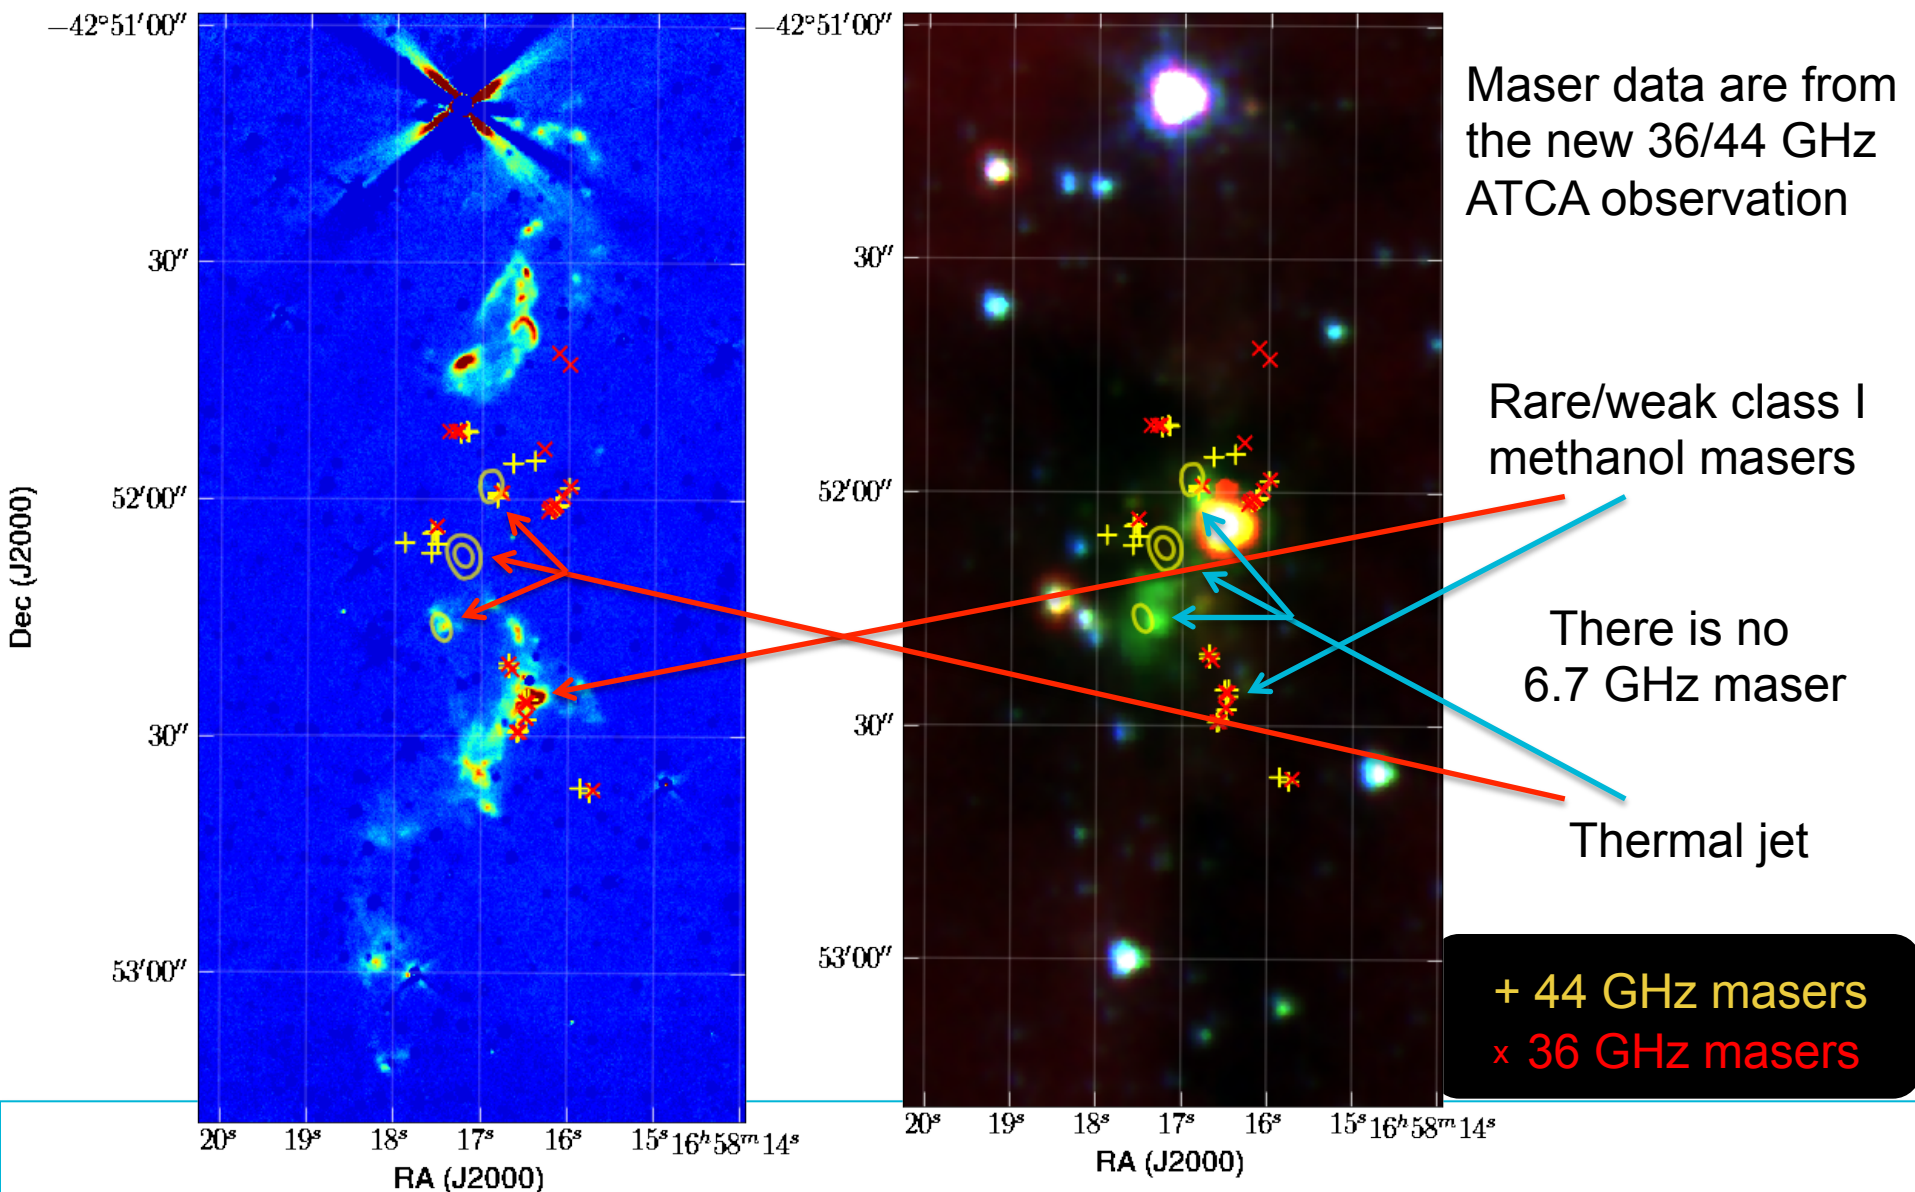 −42°51′00″
30″
52′00″
30″
53′00″
Dec (J2000)
20ˢ 19ˢ 18ˢ 17ˢ 16ˢ 15ˢ 16ʰ58ᵐ14ˢ
RA (J2000)
−42°51′00″
30″
52′00″
30″
53′00″
20ˢ 19ˢ 18ˢ 17ˢ 16ˢ 15ˢ 16ʰ58ᵐ14ˢ
RA (J2000)
Maser data are from
the new 36/44 GHz
ATCA observation
Rare/weak class I
methanol masers
There is no
6.7 GHz maser
Thermal jet
+ 44 GHz masers
x 36 GHz masers